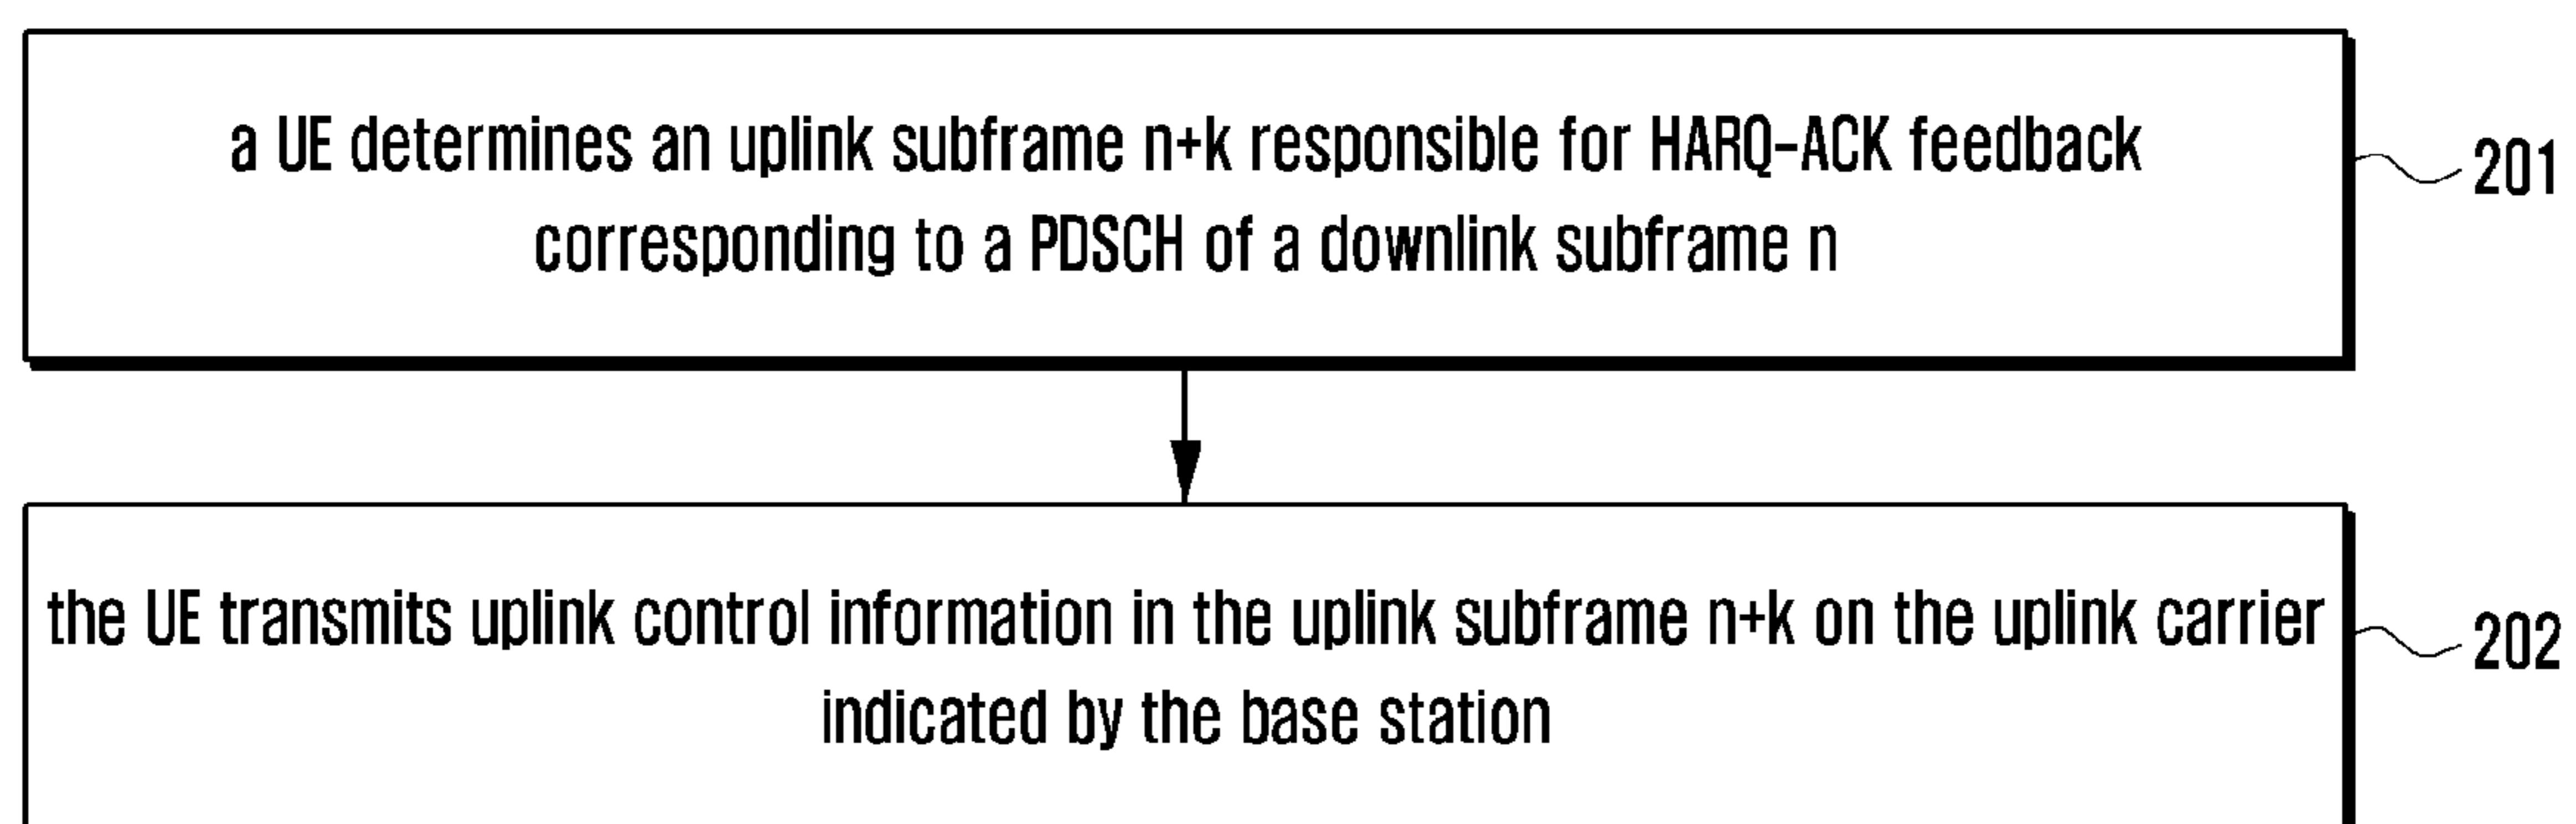 a UE determines an uplink subframe n+k responsible for HARQ-ACK feedback
corresponding to a PDSCH of a downlink subframe n
201
the UE transmits uplink control information in the uplink subframe n+k on the uplink carrier
indicated by the base station
202